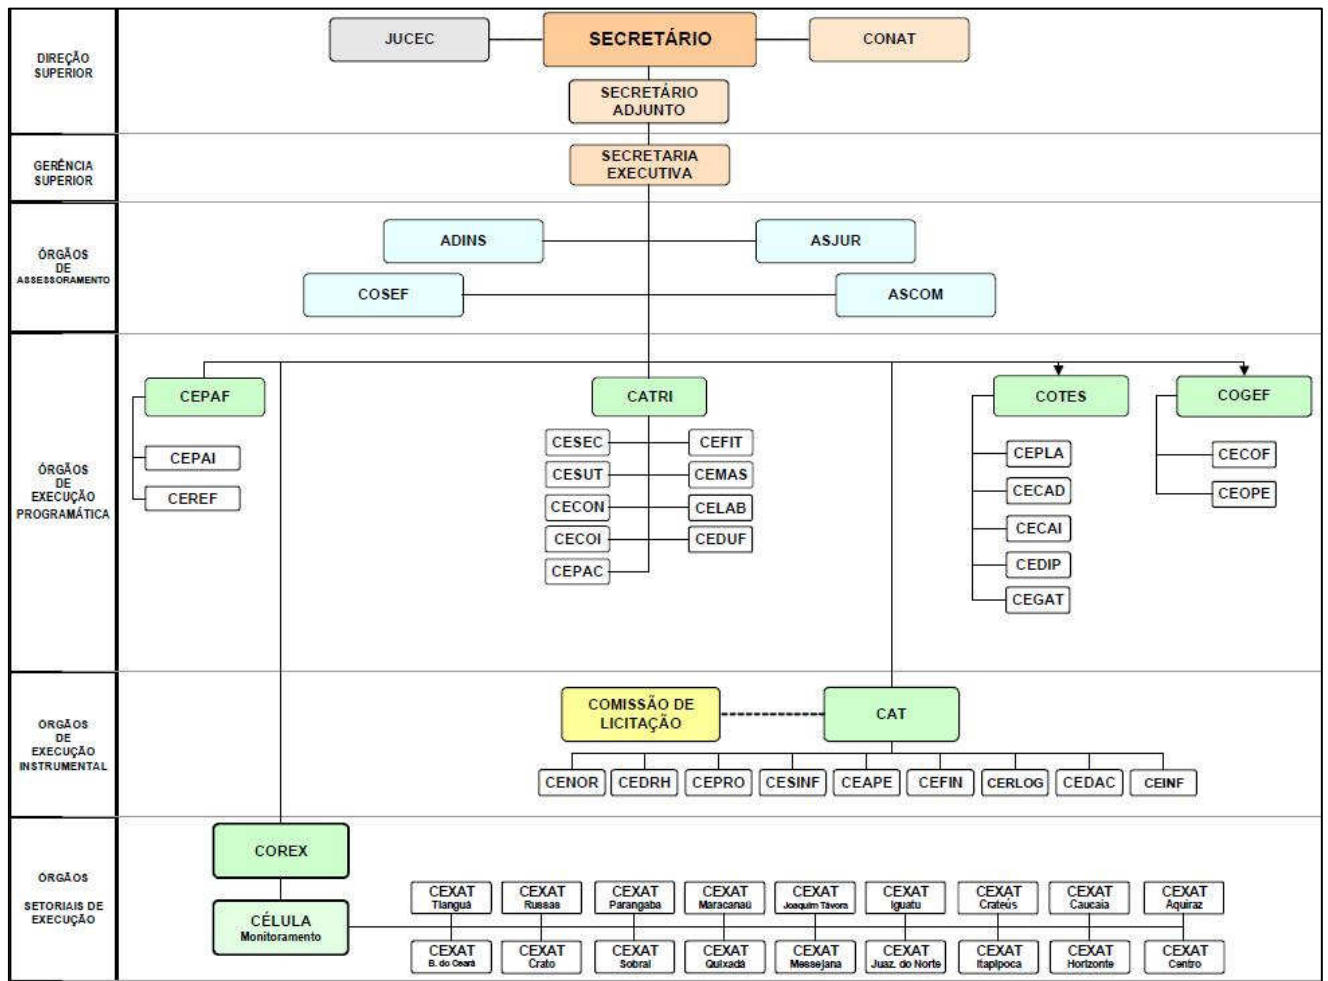 DIREÇÃO
SUPERIOR
JUCEC
SECRETÁRIO
CONAT
SECRETÁRIO
ADJUNTO
GERÊNCIA
SUPERIOR
SECRETARIA
EXECUTIVA
ÓRGÃOS
DE
ASSESSORAMENTO
ADINS
ASJUR
COSEF
ASCOM
ÓRGÃOS
DE
EXECUÇÃO
PROGRAMÁTICA
CEPAF
CEPAI
CEREF
CATRI
CESEC
CEFIT
CESUT
CEMAS
CECON
CELAB
CECOI
CEDUF
CEPAC
COTES
CEPLA
CECAD
CECAI
CEDIP
CEGAT
COGEF
CECOF
CEOPE
ORGÃOS
DE
EXECUÇÃO
INSTRUMENTAL
COMISSÃO DE
LICITAÇÃO
CAT
CENOR
CEDRH
CEPRO
CESINF
CEAPE
CEFIN
CERLOG
CEDAC
CEINF
ORGÃOS
SETORIAIS DE
EXECUÇÃO
COREX
CÉLULA
Monitoramento
CEXAT
Tianguá
CEXAT
Russas
CEXAT
Parangaba
CEXAT
Maracanaú
CEXAT
Joaquim Távora
CEXAT
Iguatu
CEXAT
Crateús
CEXAT
Caucaia
CEXAT
Aquiraz
CEXAT
B. do Ceará
CEXAT
Crato
CEXAT
Sobral
CEXAT
Quixadá
CEXAT
Messejana
CEXAT
Juaz. do Norte
CEXAT
Itapipoca
CEXAT
Horizonte
CEXAT
Centro